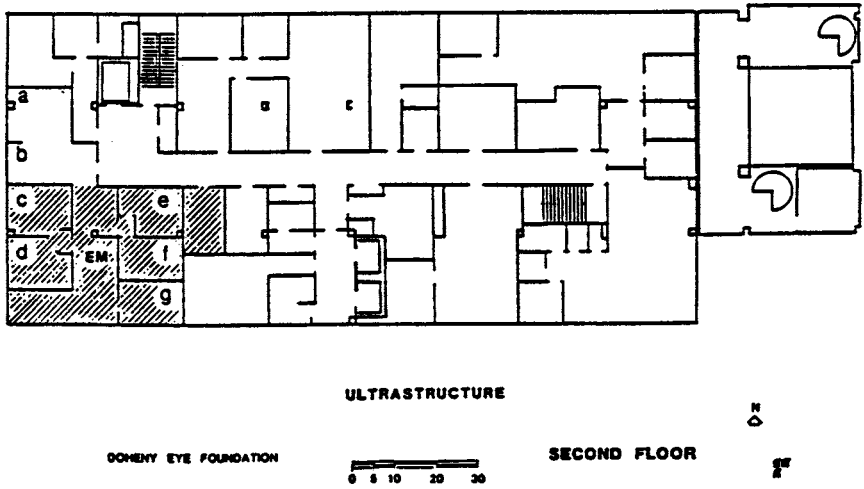 a
b
c e
d EM f
g
ULTRASTRUCTURE
N
DOHENY EYE FOUNDATION
0 5 10 20 30
SECOND FLOOR